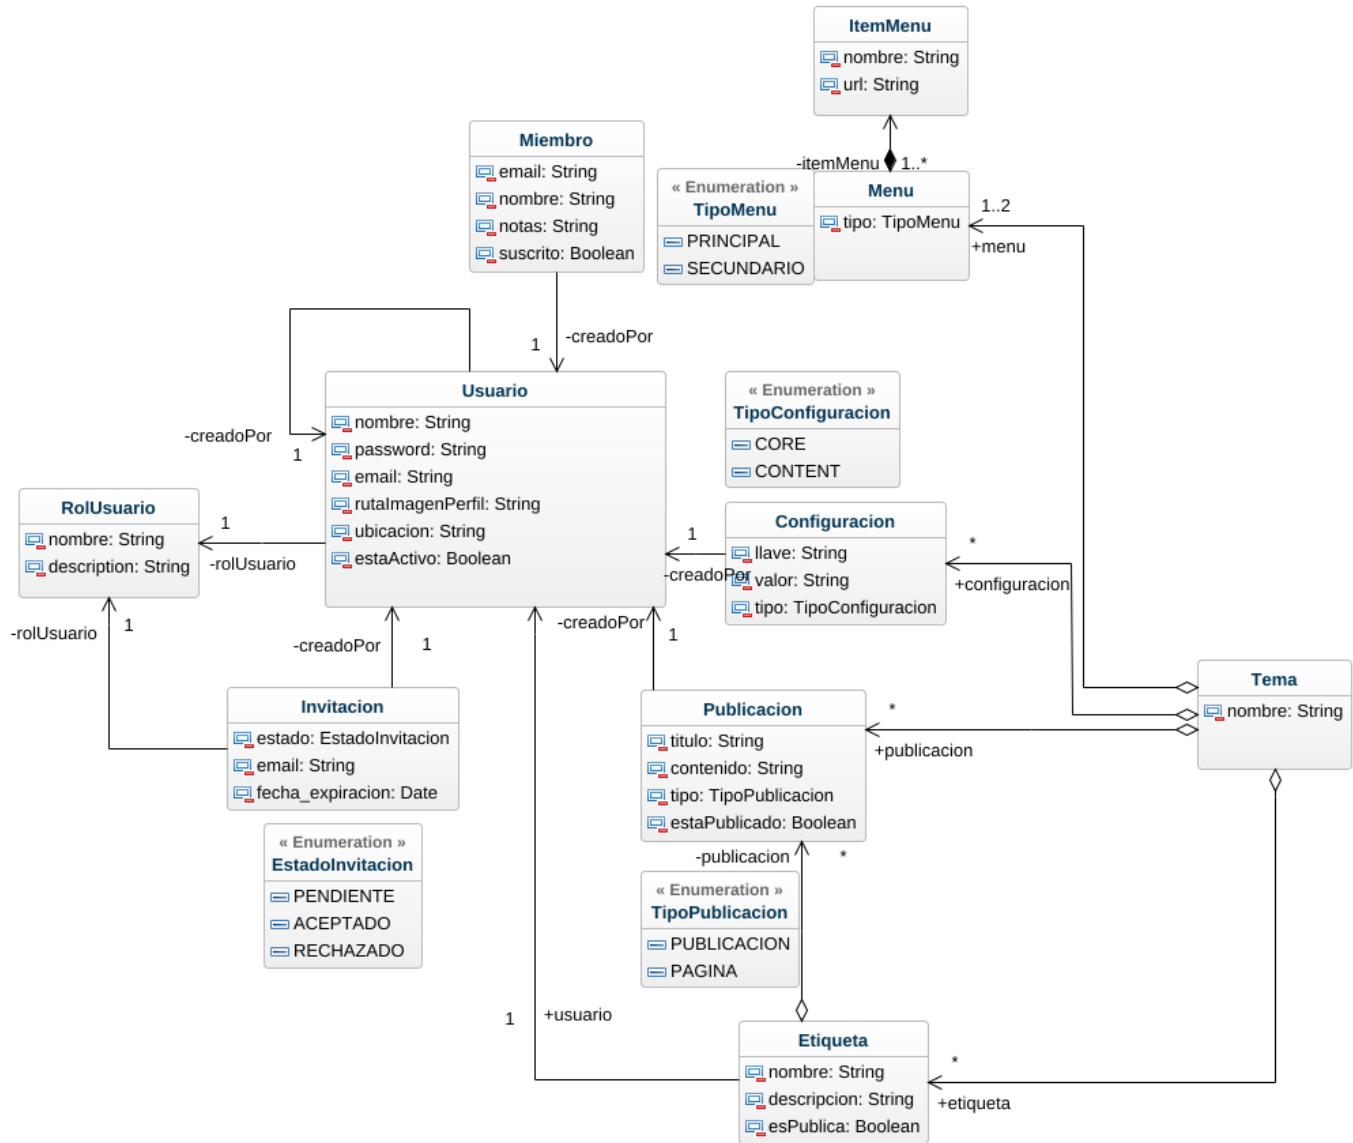 ItemMenu
nombre: String
url: String
-itemMenu 1..*
Miembro
email: String
nombre: String
notas: String
suscrito: Boolean
« Enumeration »
TipoMenu
PRINCIPAL
SECUNDARIO
Menu
tipo: TipoMenu
1..2
+menu
1
-creadoPor
-creadoPor
1
Usuario
nombre: String
password: String
email: String
rutaImagenPerfil: String
ubicacion: String
estaActivo: Boolean
« Enumeration »
TipoConfiguracion
CORE
CONTENT
RolUsuario
nombre: String
description: String
1
-rolUsuario
Configuracion
llave: String
valor: String
tipo: TipoConfiguracion
1
-creadoPor
*
+configuracion
-rolUsuario
1
-creadoPor
1
-creadoPor
1
Invitacion
estado: EstadoInvitacion
email: String
fecha_expiracion: Date
Publicacion
titulo: String
contenido: String
tipo: TipoPublicacion
estaPublicado: Boolean
*
+publicacion
Tema
nombre: String
« Enumeration »
EstadoInvitacion
PENDIENTE
ACEPTADO
RECHAZADO
-publicacion
*
« Enumeration »
TipoPublicacion
PUBLICACION
PAGINA
1
+usuario
Etiqueta
nombre: String
descripcion: String
esPublica: Boolean
*
+etiqueta